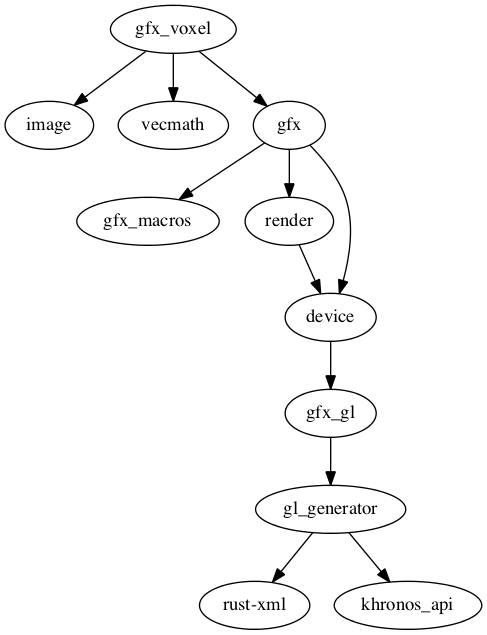 gfx_voxel
image
vecmath
gfx
gfx_macros
render
device
gfx_gl
gl_generator
rust-xml
khronos_api